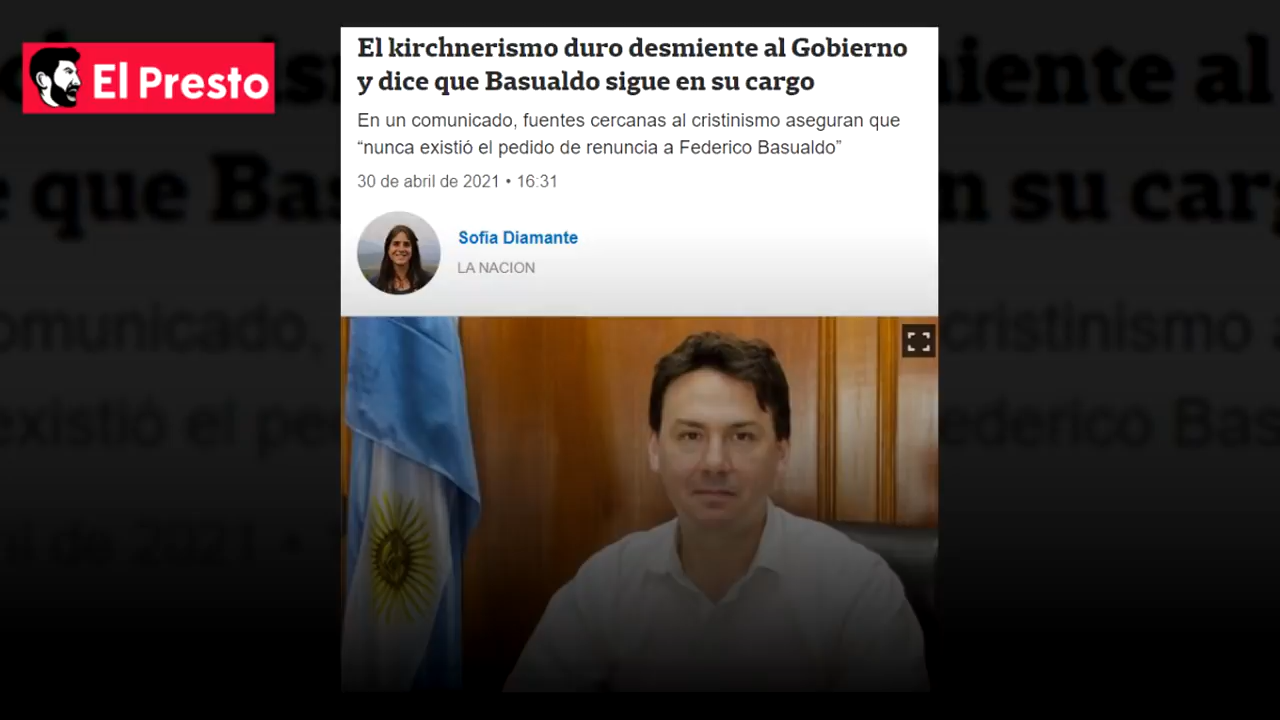 El Presto
El kirchnerismo duro desmiente al Gobierno
y dice que Basualdo sigue en su cargo
En un comunicado, fuentes cercanas al cristinismo aseguran que
“nunca existió el pedido de renuncia a Federico Basualdo”
30 de abril de 2021 • 16:31
Sofía Diamante
LA NACION